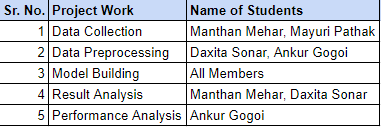 Sr. No. Project Work Name of Students
1 Data Collection Manthan Mehar, Mayuri Pathak
2 Data Preprocessing Daxita Sonar, Ankur Gogoi
3 Model Building All Members
4 Result Analysis Manthan Mehar, Daxita Sonar
5 Performance Analysis Ankur Gogoi